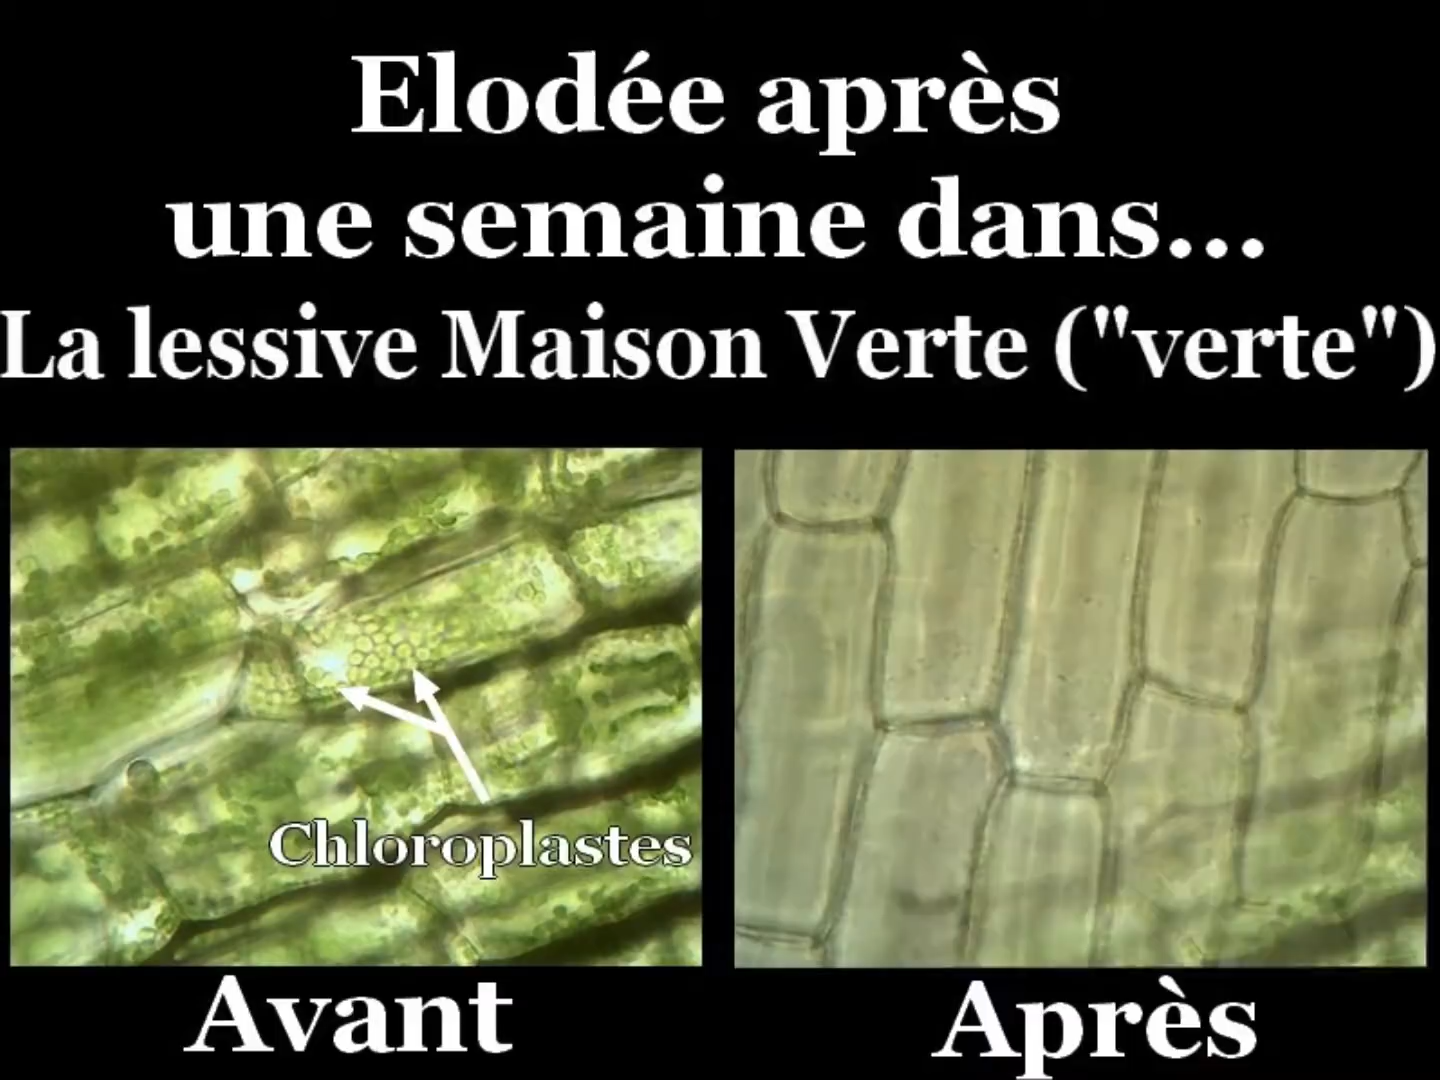 Elodée après
une semaine dans...
La lessive Maison Verte ("verte")
Chloroplastes
Avant
Après